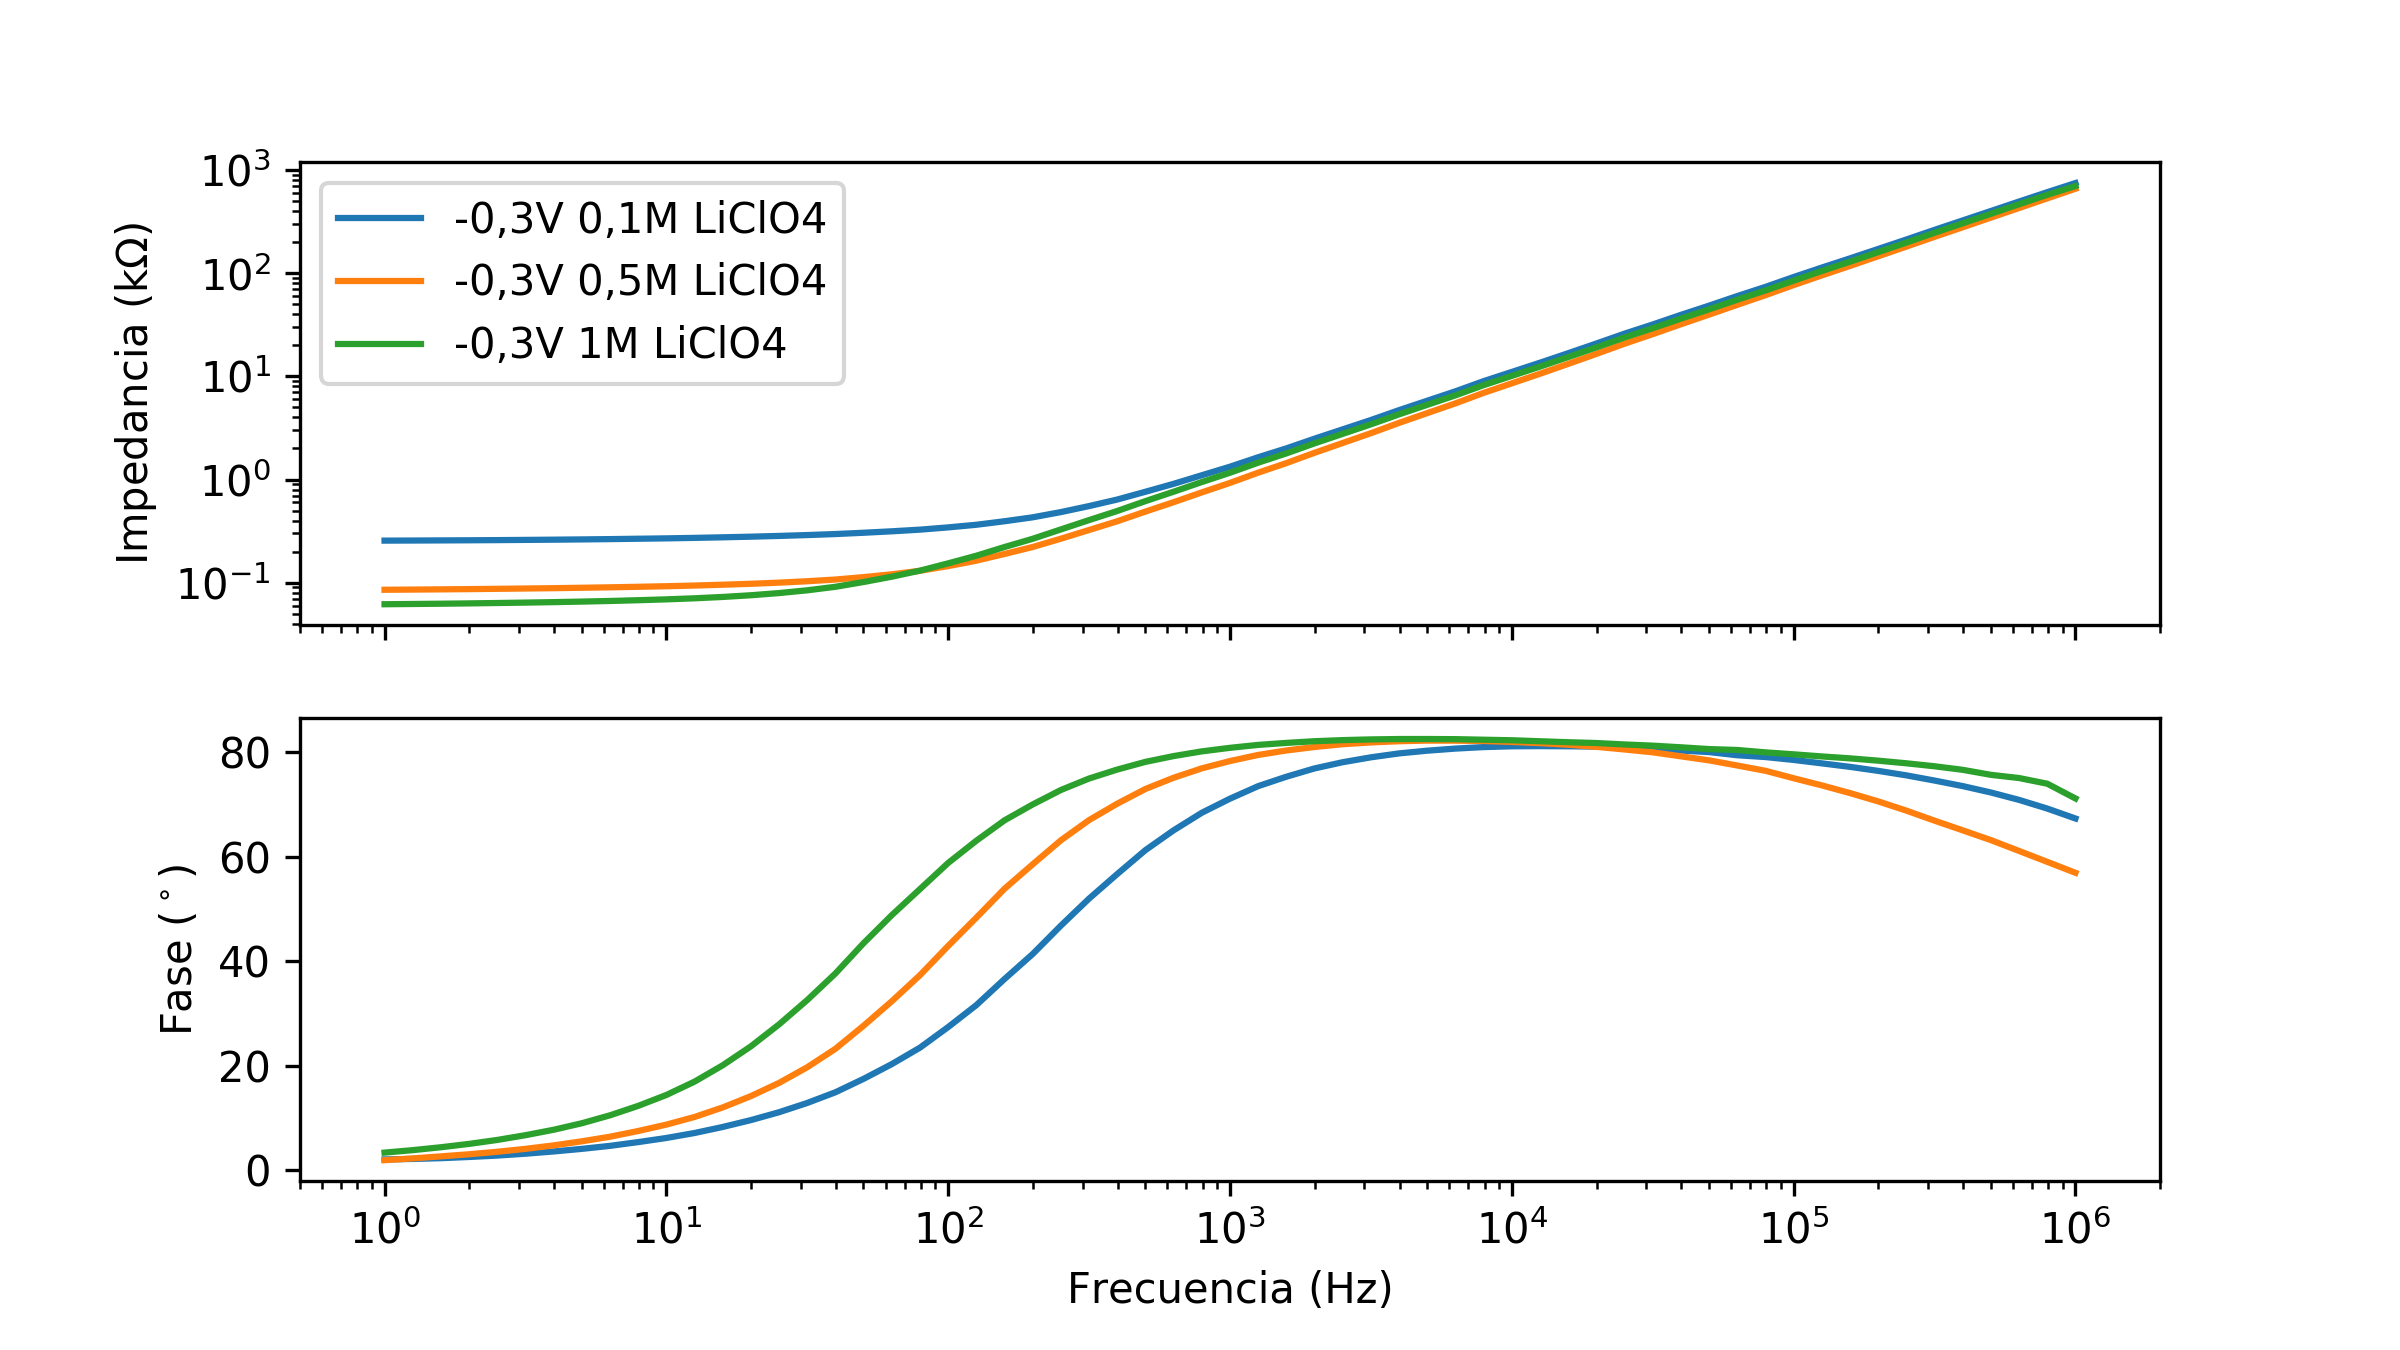 Impedancia (kΩ)
10³
10²
10¹
10⁰
10⁻¹
-0,3V 0,1M LiClO4
-0,3V 0,5M LiClO4
-0,3V 1M LiClO4
Fase (°)
80
60
40
20
0
10⁰ 10¹ 10² 10³ 10⁴ 10⁵ 10⁶
Frecuencia (Hz)